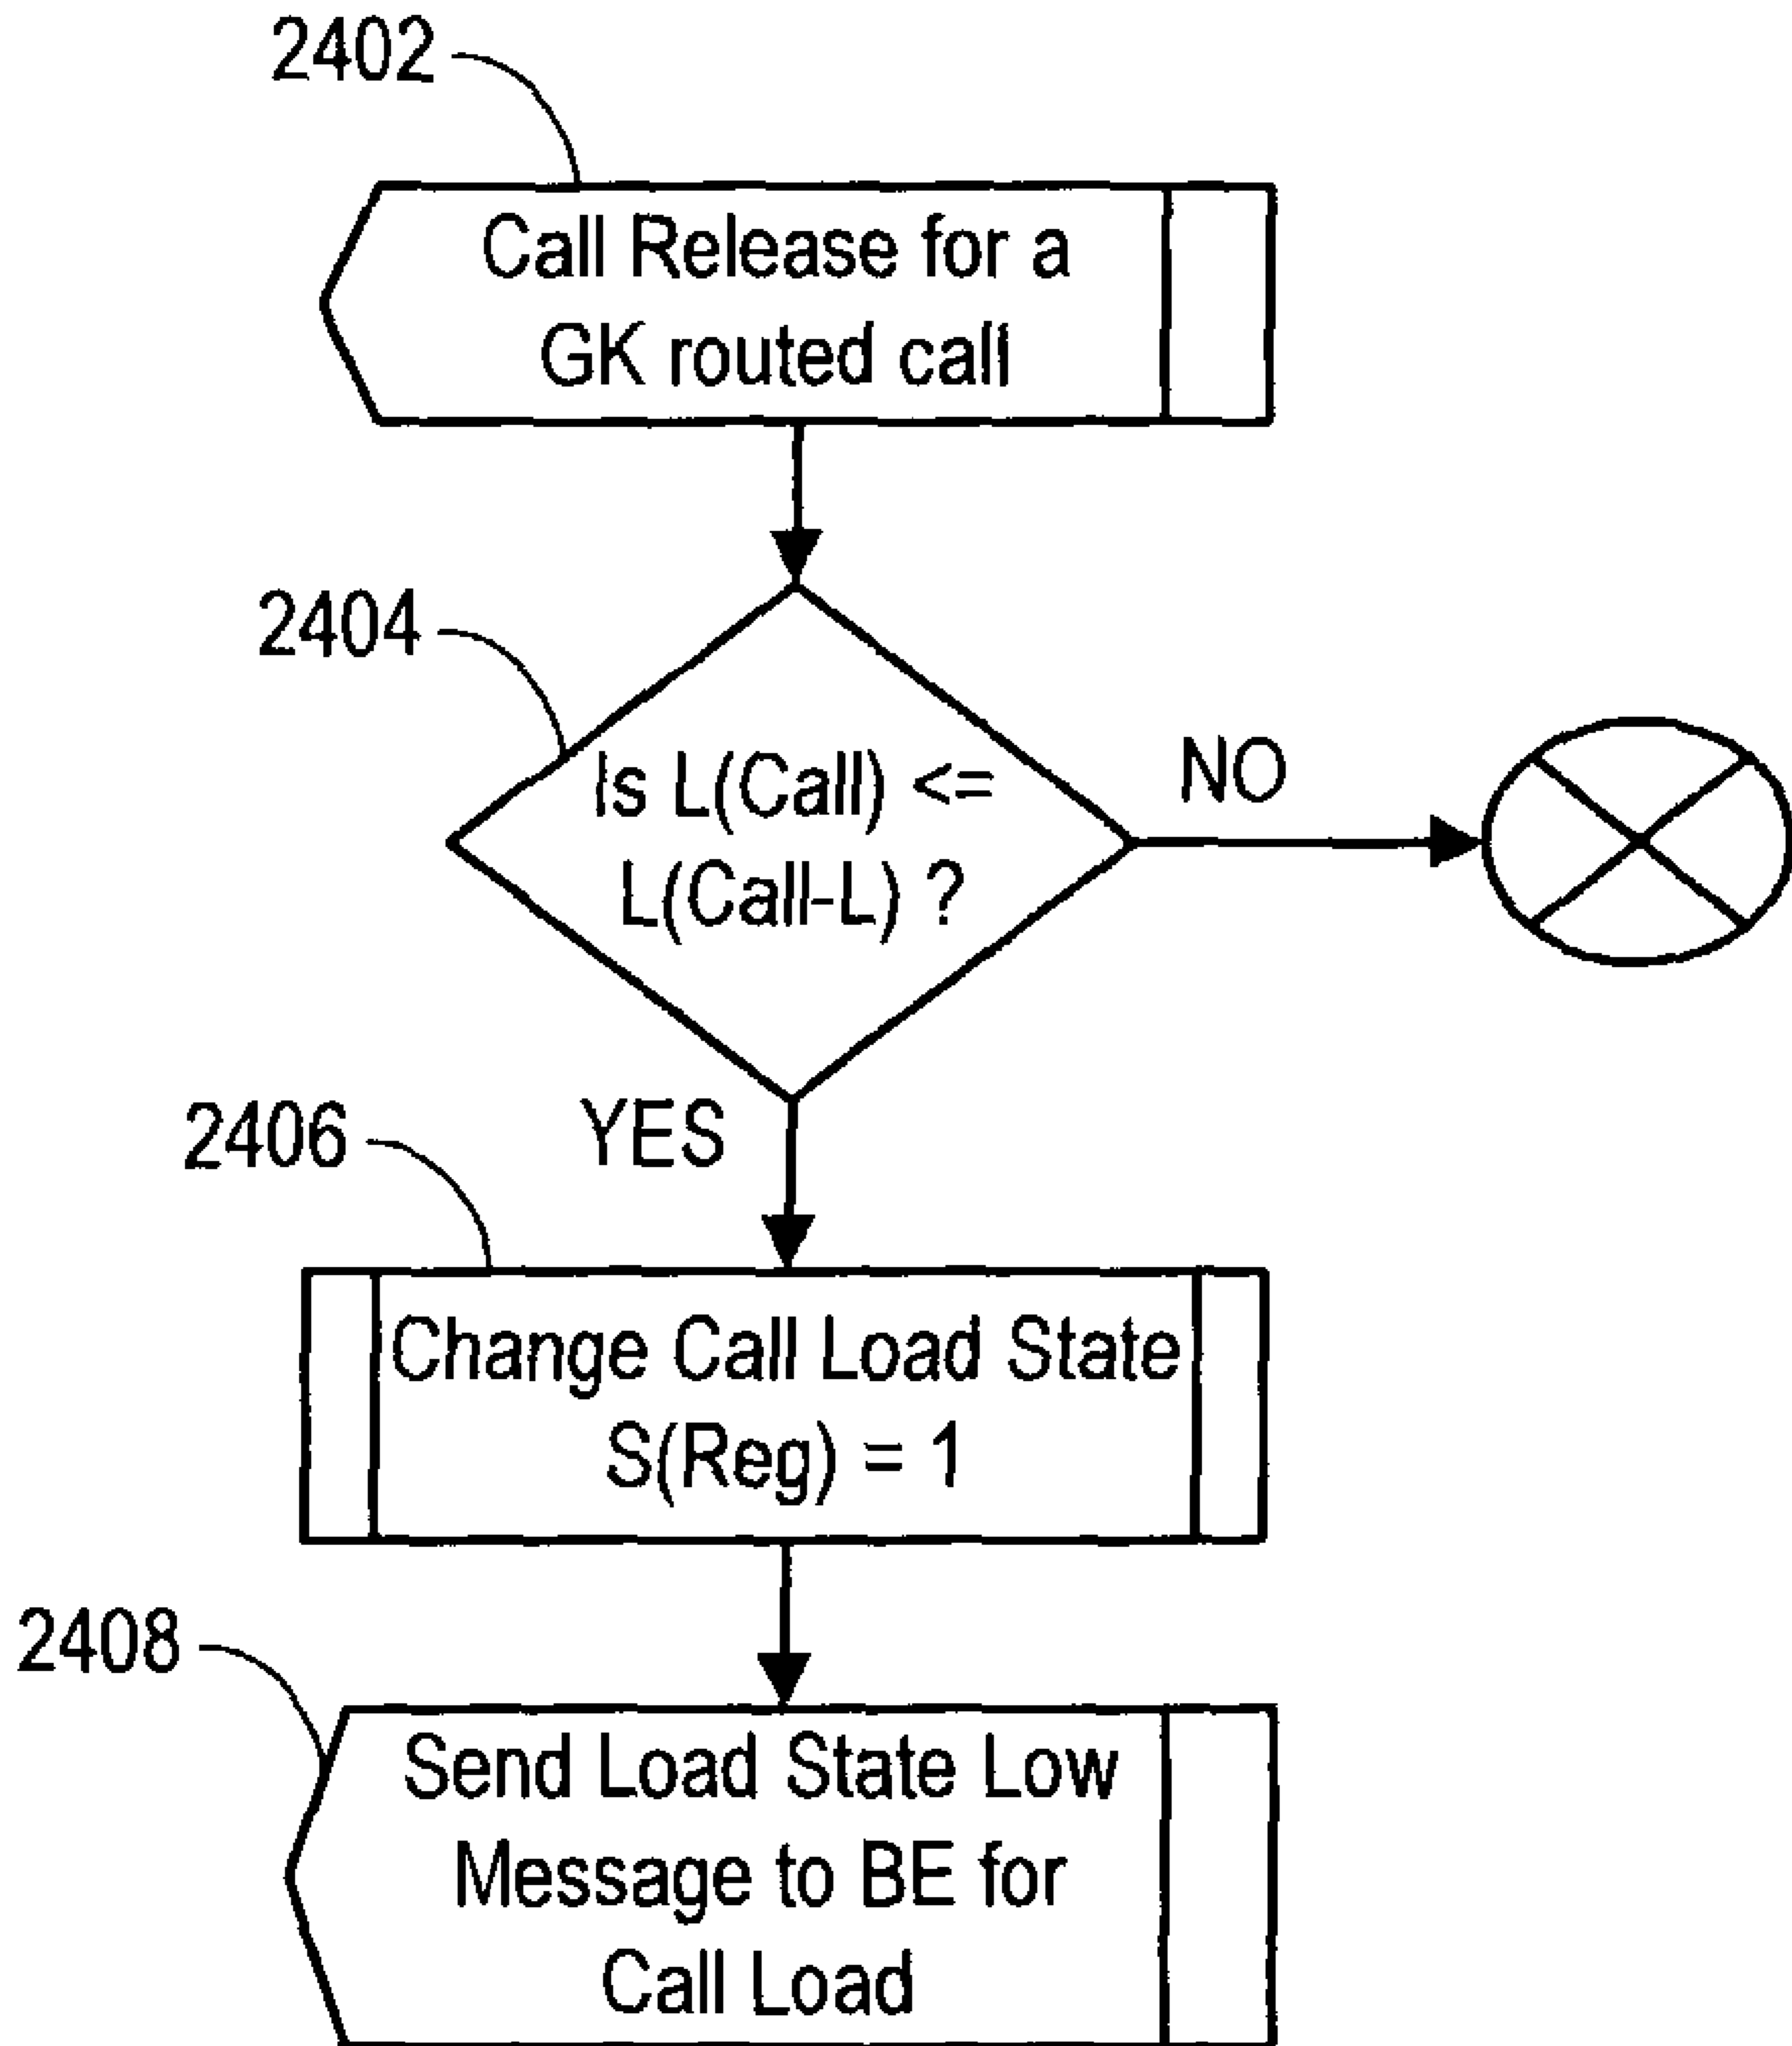 2402
Call Release for a
GK routed call
2404
Is L(Call) <=
L(Call-L) ?
NO
YES
2406
Change Call Load State
S(Reg) = 1
2408
Send Load State Low
Message to BE for
Call Load